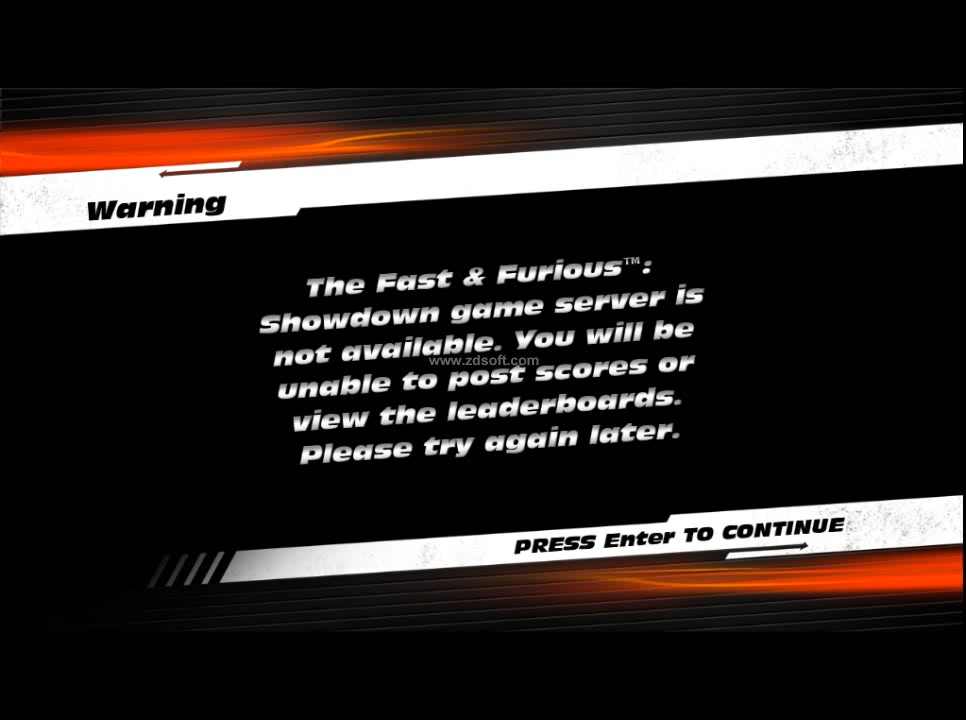 Warning
The Fast & Furious™:
Showdown game server is
not available. You will be
www.zdsoft.com
unable to post scores or
view the leaderboards.
Please try again later.
PRESS Enter TO CONTINUE